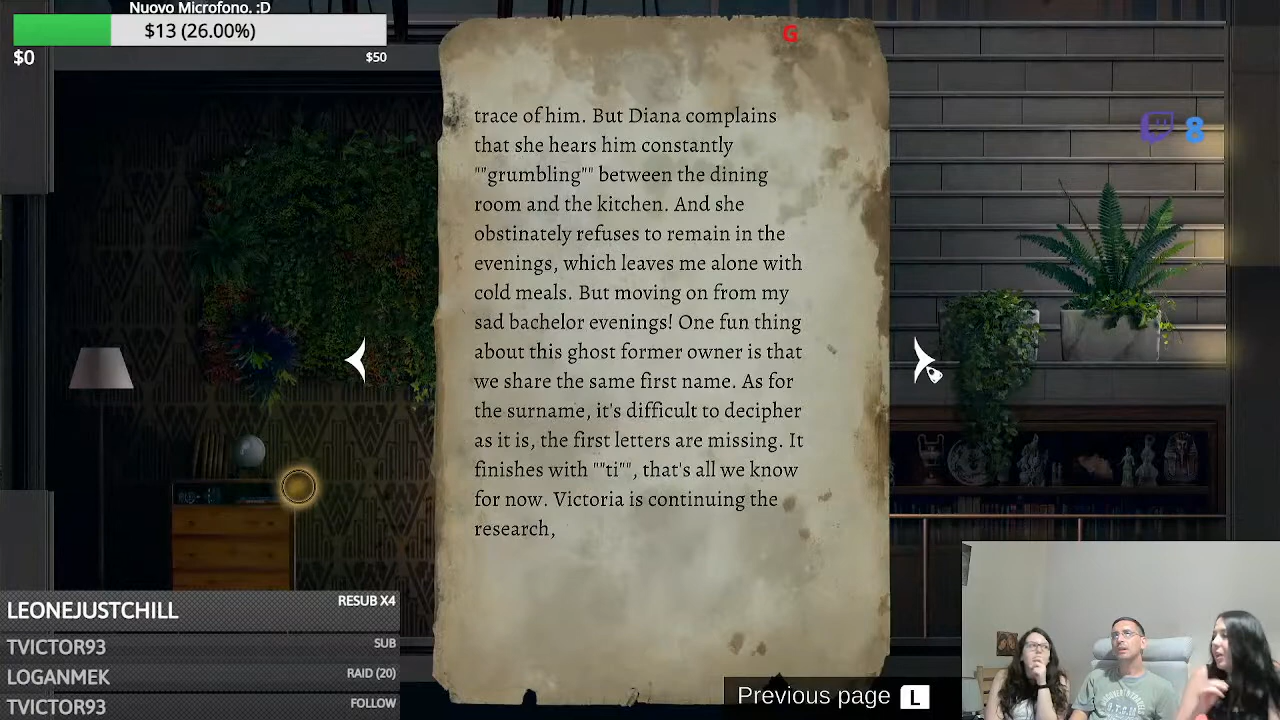 Nuovo Microfono. :D
$13 (26.00%)
$0
$50
G
8
trace of him. But Diana complains
that she hears him constantly
""grumbling"" between the dining
room and the kitchen. And she
obstinately refuses to remain in the
evenings, which leaves me alone with
cold meals. But moving on from my
sad bachelor evenings! One fun thing
about this ghost former owner is that
we share the same first name. As for
the surname, it's difficult to decipher
as it is, the first letters are missing. It
finishes with ""ti"", that's all we know
for now. Victoria is continuing the
research,
Previous page L
LEONEJUSTCHILL RESUB X4
TVICTOR93 SUB
LOGANMEK RAID (20)
TVICTOR93 FOLLOW